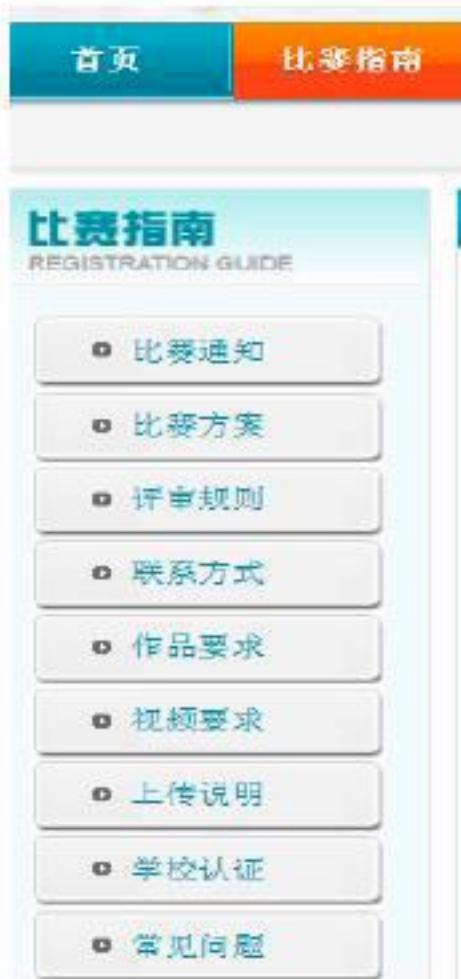 首页 比赛指南
比赛指南
REGISTRATION GUIDE
比赛通知
比赛方案
评审规则
联系方式
作品要求
视频要求
上传说明
学校认证
常见问题